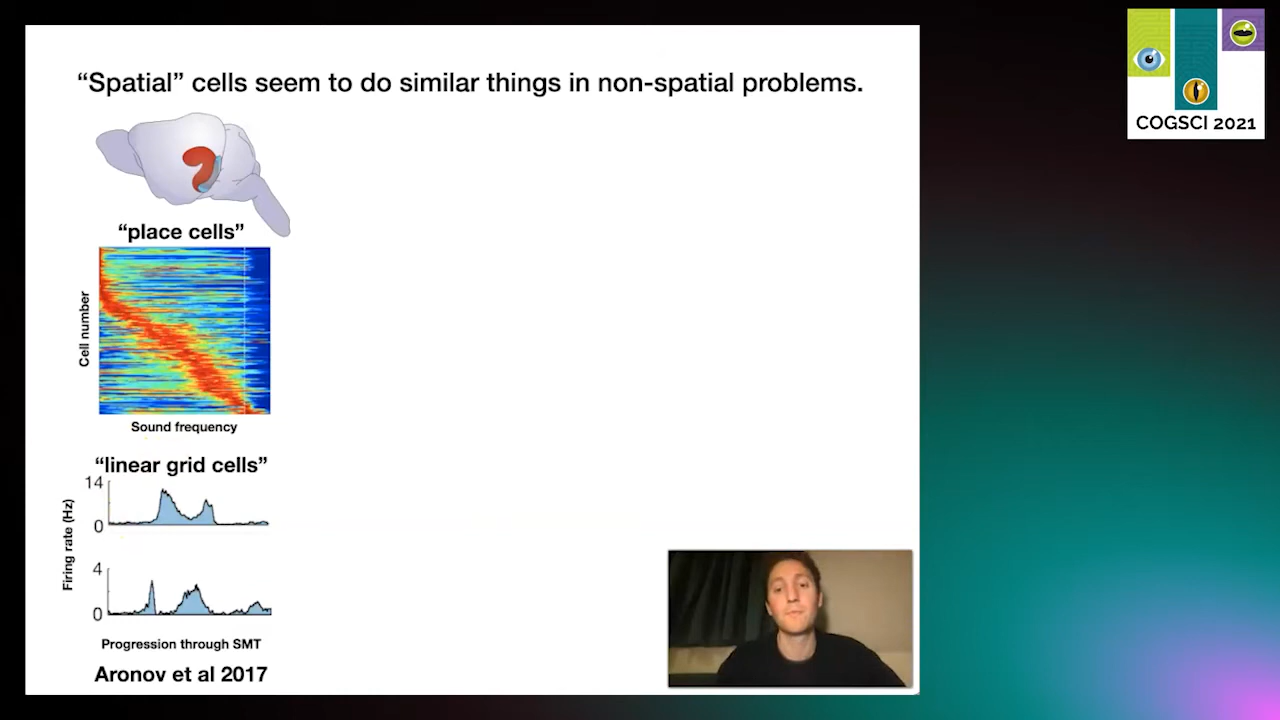 “Spatial” cells seem to do similar things in non-spatial problems.
“place cells”
Cell number
Sound frequency
“linear grid cells”
14
0
Firing rate (Hz)
4
0
Progression through SMT
Aronov et al 2017
COGSCI 2021